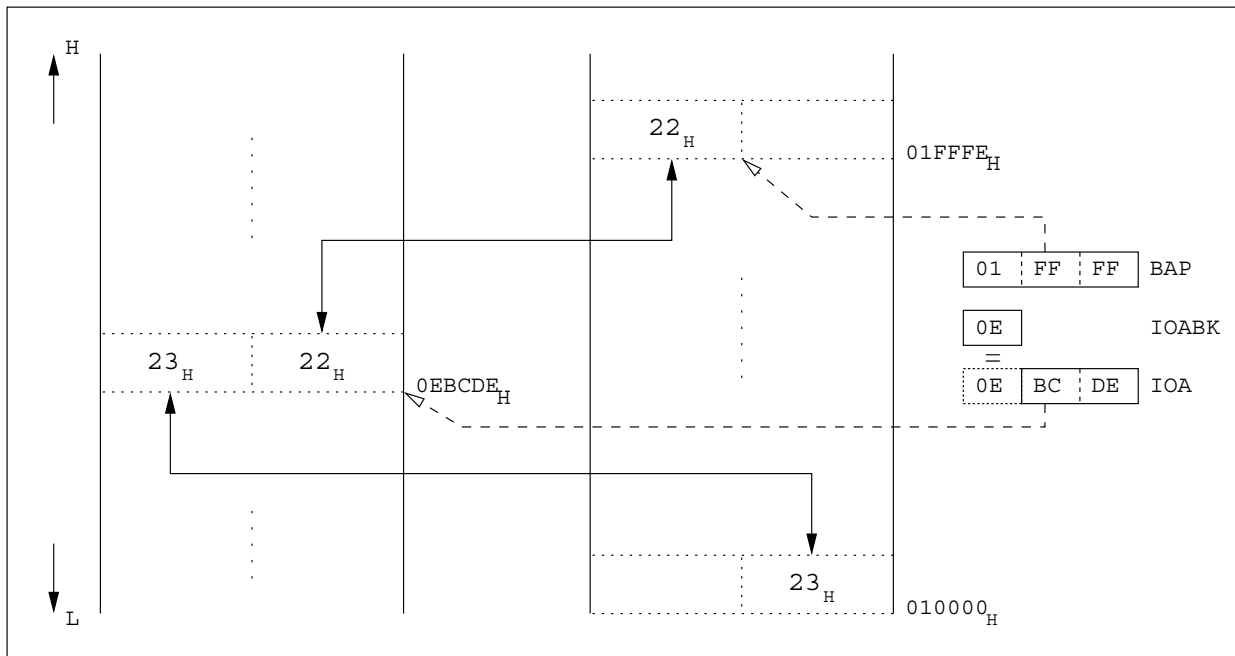 H
22H
01FFFEH
01 FF FF BAP
0E IOABK
=
23H 22H
0EBCDEH
0E BC DE IOA
23H
010000H
L